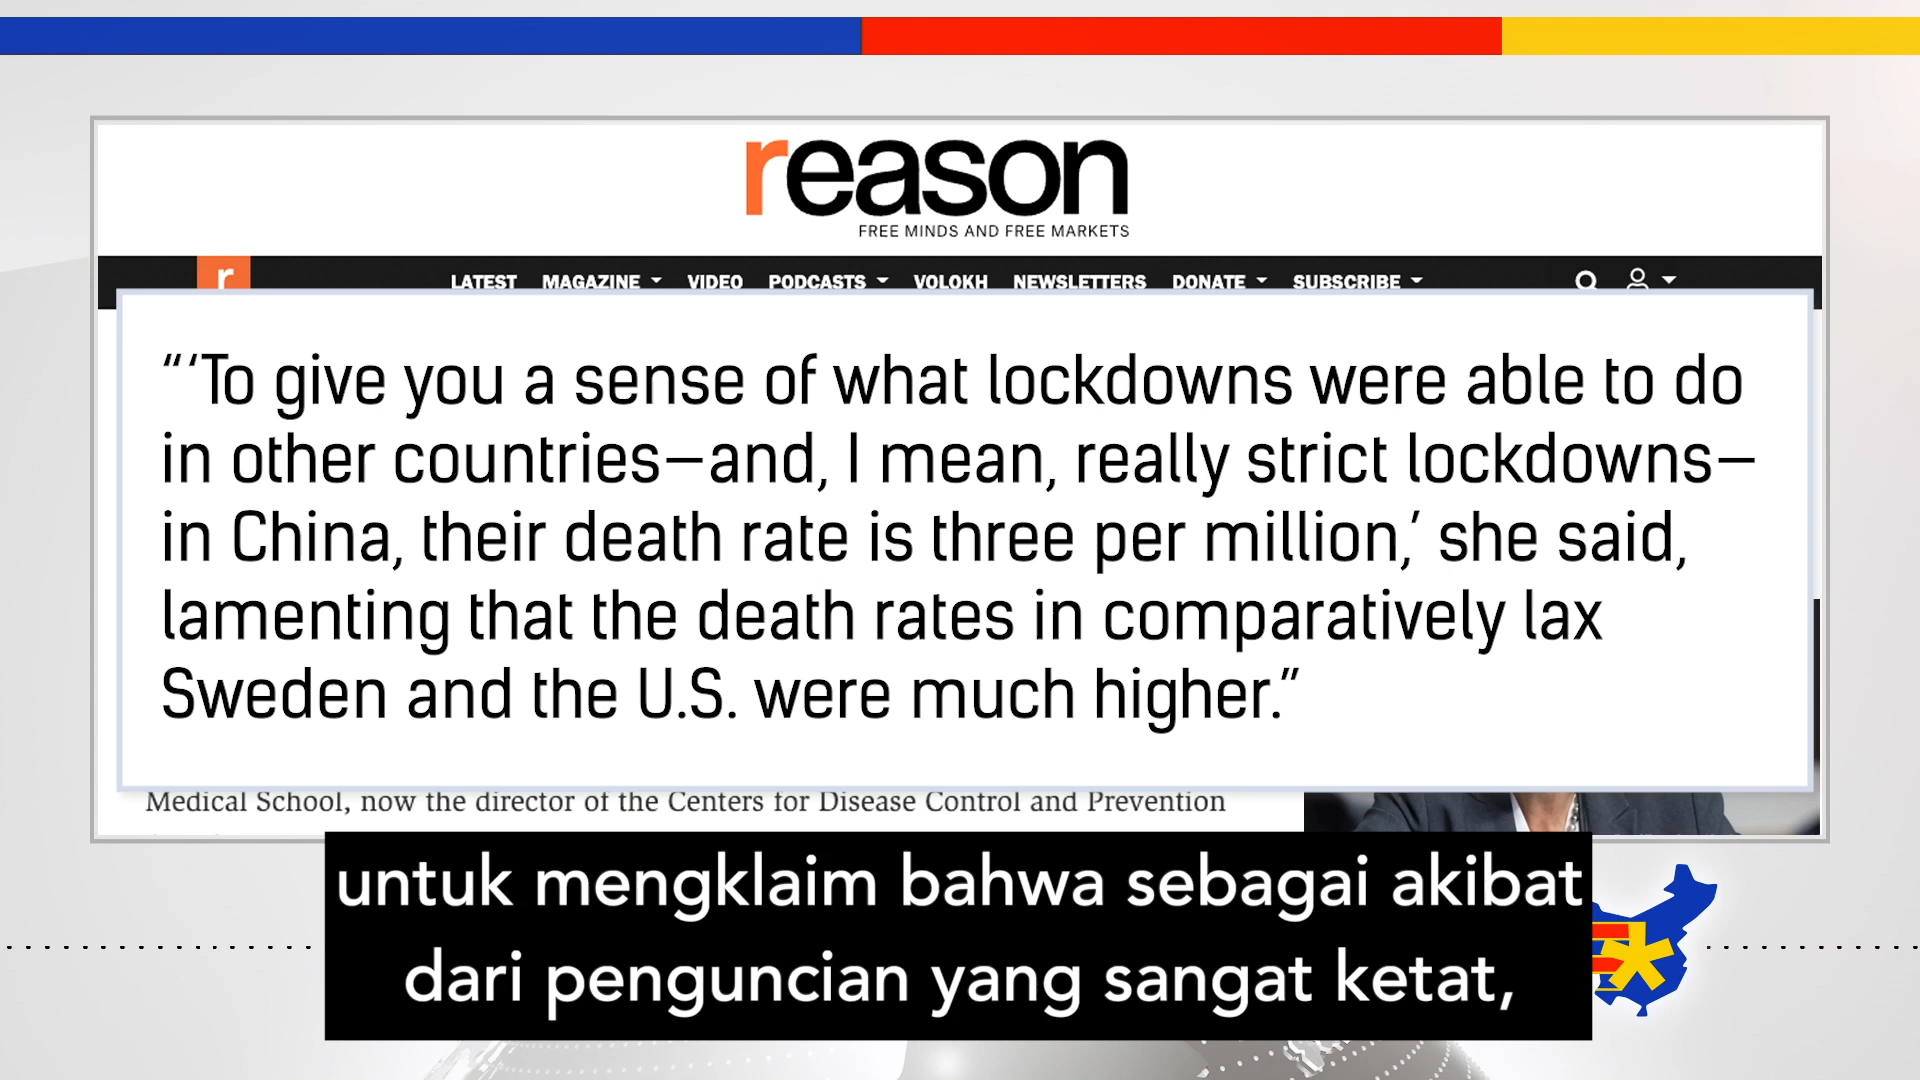 reason
FREE MINDS AND FREE MARKETS
r LATEST MAGAZINE VIDEO PODCASTS VOLOKH NEWSLETTERS DONATE SUBSCRIBE
“‘To give you a sense of what lockdowns were able to do
in other countries—and, I mean, really strict lockdowns—
in China, their death rate is three per million,’ she said,
lamenting that the death rates in comparatively lax
Sweden and the U.S. were much higher.”
Medical School, now the director of the Centers for Disease Control and Prevention
untuk mengklaim bahwa sebagai akibat
dari penguncian yang sangat ketat,